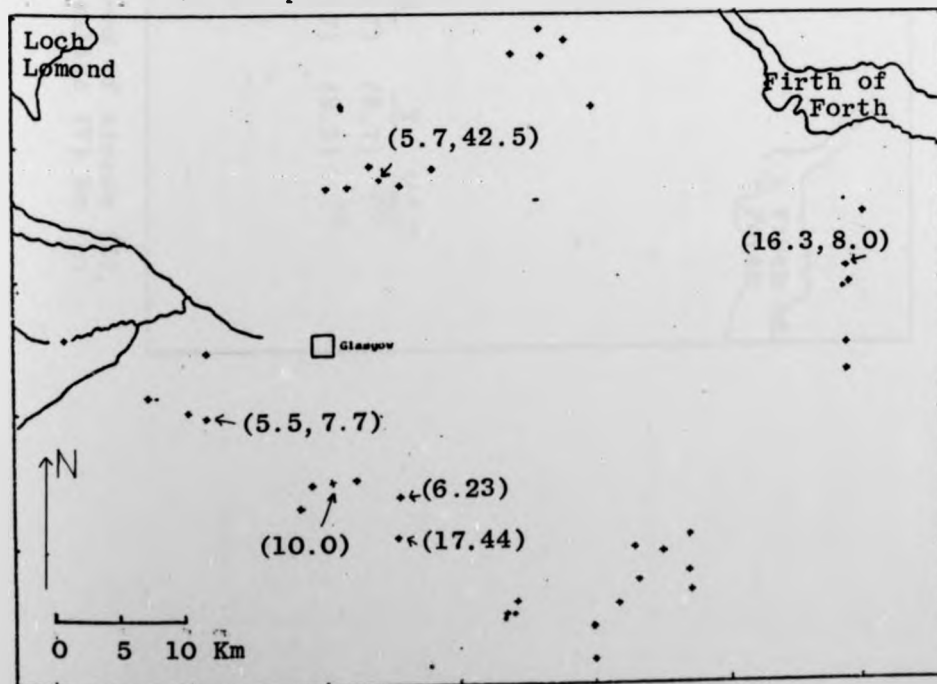 Loch
Lomond
Firth of
Forth
(5.7,42.5)
(16.3,8.0)
Glasgow
(5.5,7.7)
N
(6.23)
(10.0)
(17.44)
0 5 10 Km